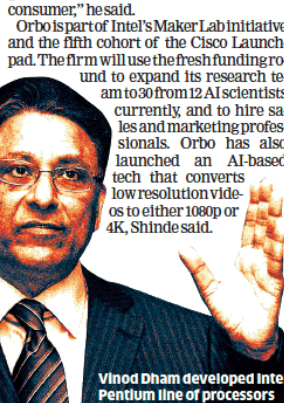 consumer,” he said.
Orbo is part of Intel’s Maker Lab initiative
and the fifth cohort of the Cisco Launch-
pad. The firm will use the fresh funding ro-
und to expand its research te-
am to 30 from 12 AI scientists
currently, and to hire sa-
les and marketing profes-
sionals. Orbo has also
launched an AI-based
tech that converts
low resolution vide-
os to either 1080p or
4K, Shinde said.
Vinod Dham developed Inte
Pentium line of processors